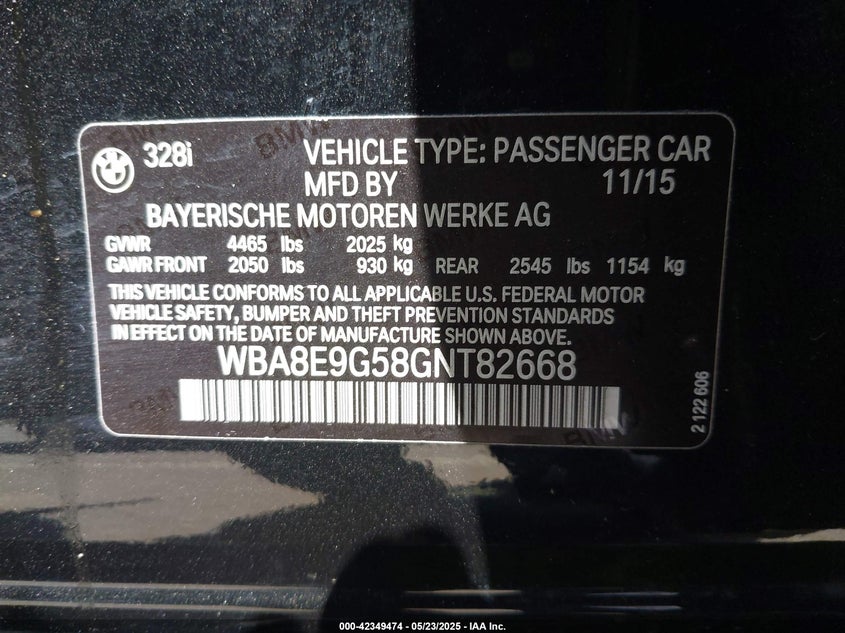 328i VEHICLE TYPE: PASSENGER CAR
MFD BY 11/15
BAYERISCHE MOTOREN WERKE AG
GVWR 4465 lbs 2025 kg
GAWR FRONT 2050 lbs 930 kg REAR 2545 lbs 1154 kg
THIS VEHICLE CONFORMS TO ALL APPLICABLE U.S. FEDERAL MOTOR
VEHICLE SAFETY, BUMPER AND THEFT PREVENTION STANDARDS
IN EFFECT ON THE DATE OF MANUFACTURE SHOWN ABOVE.
WBA8E9G58GNT82668
2 122 606
000-42349474 - 05/23/2025 - IAA Inc.